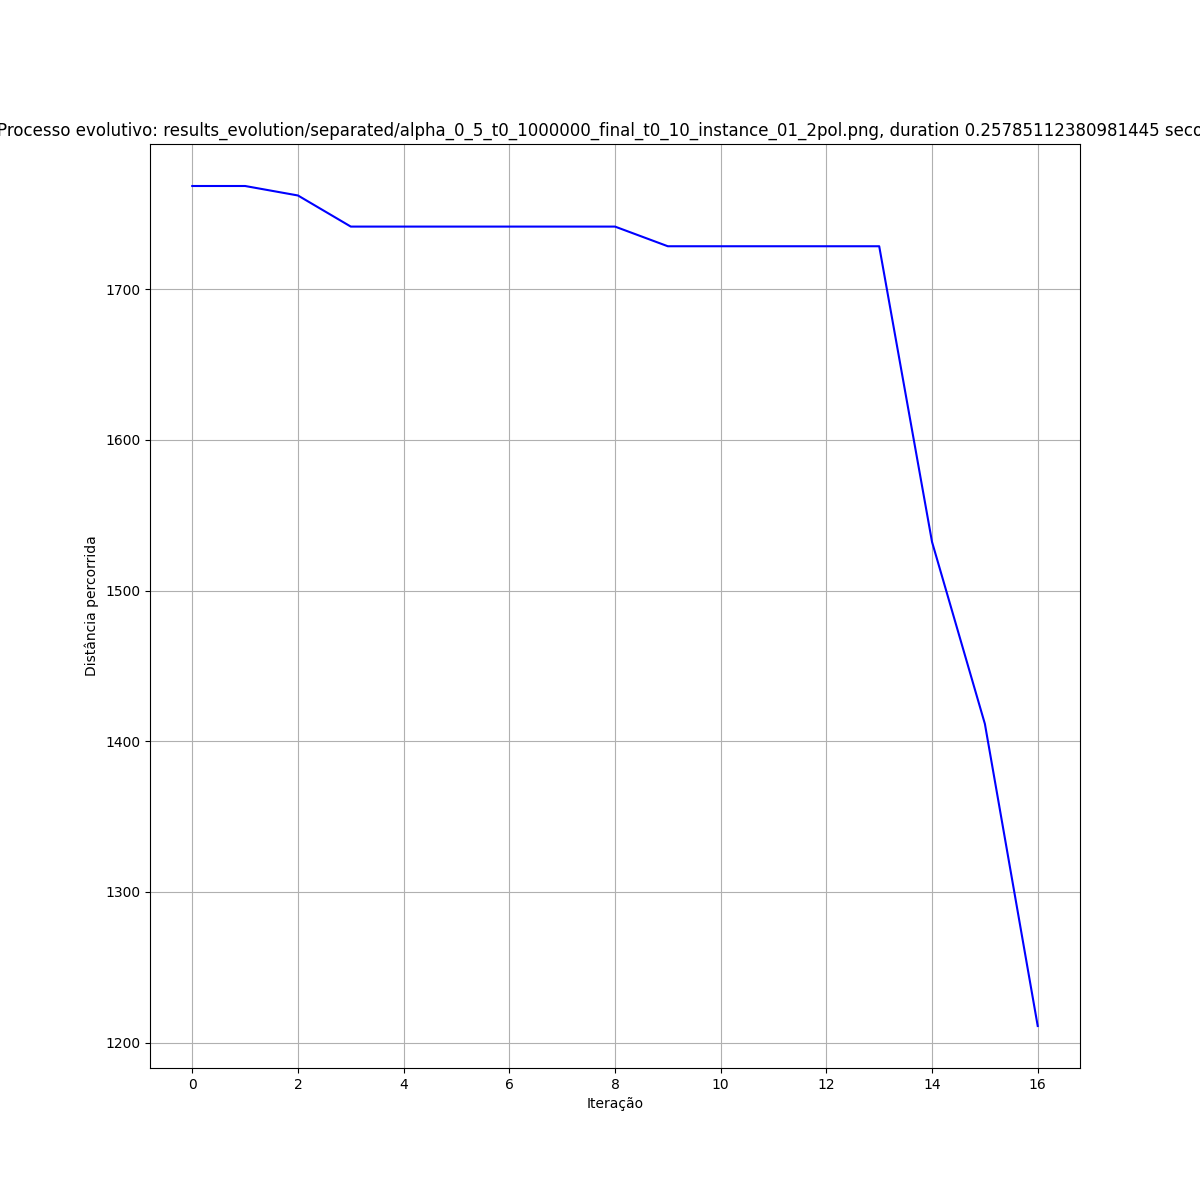 Processo evolutivo: results_evolution/separated/alpha_0_5_t0_1000000_final_t0_10_instance_01_2pol.png, duration 0.25785112380981445
1700
1600
1500
1400
1300
1200
Distância percorrida
0 2 4 6 8 10 12 14 16
Iteração